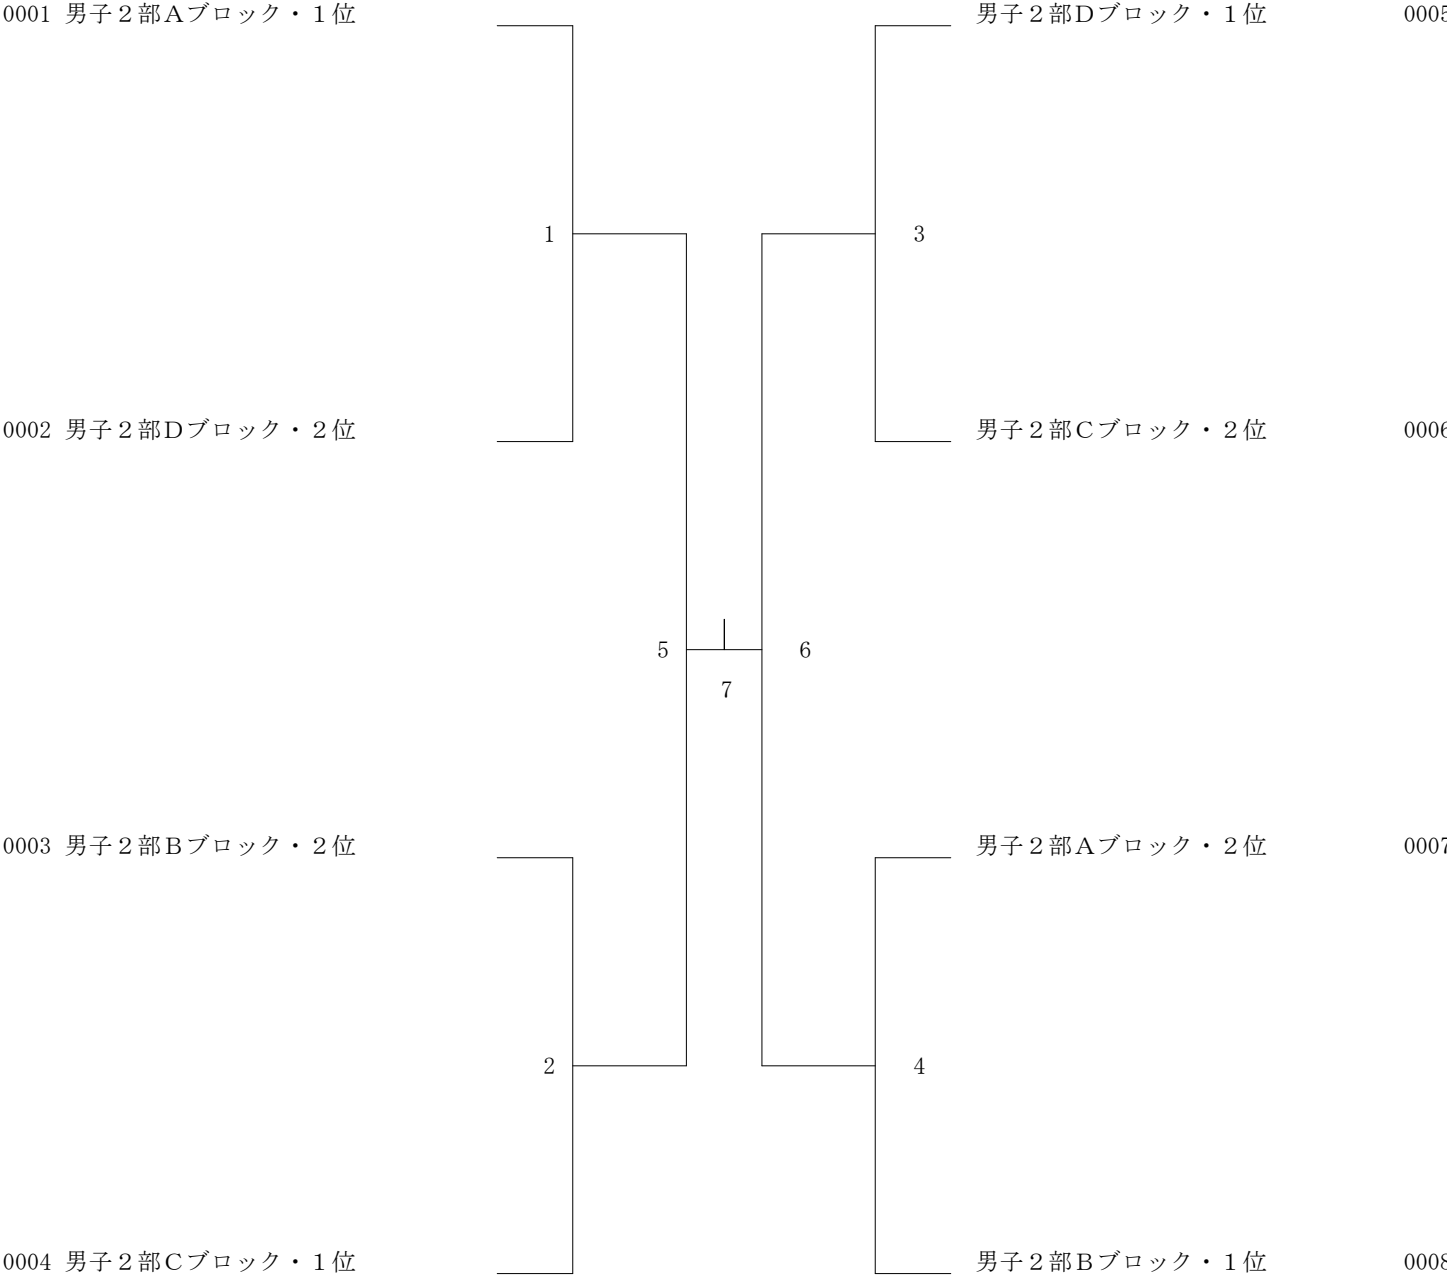 0001 男子２部Aブロック・１位
男子２部Dブロック・１位 0005
1
3
0002 男子２部Dブロック・２位
男子２部Cブロック・２位 0006
5
6
7
0003 男子２部Bブロック・２位
男子２部Aブロック・２位 0007
2
4
0004 男子２部Cブロック・１位
男子２部Bブロック・１位 0008